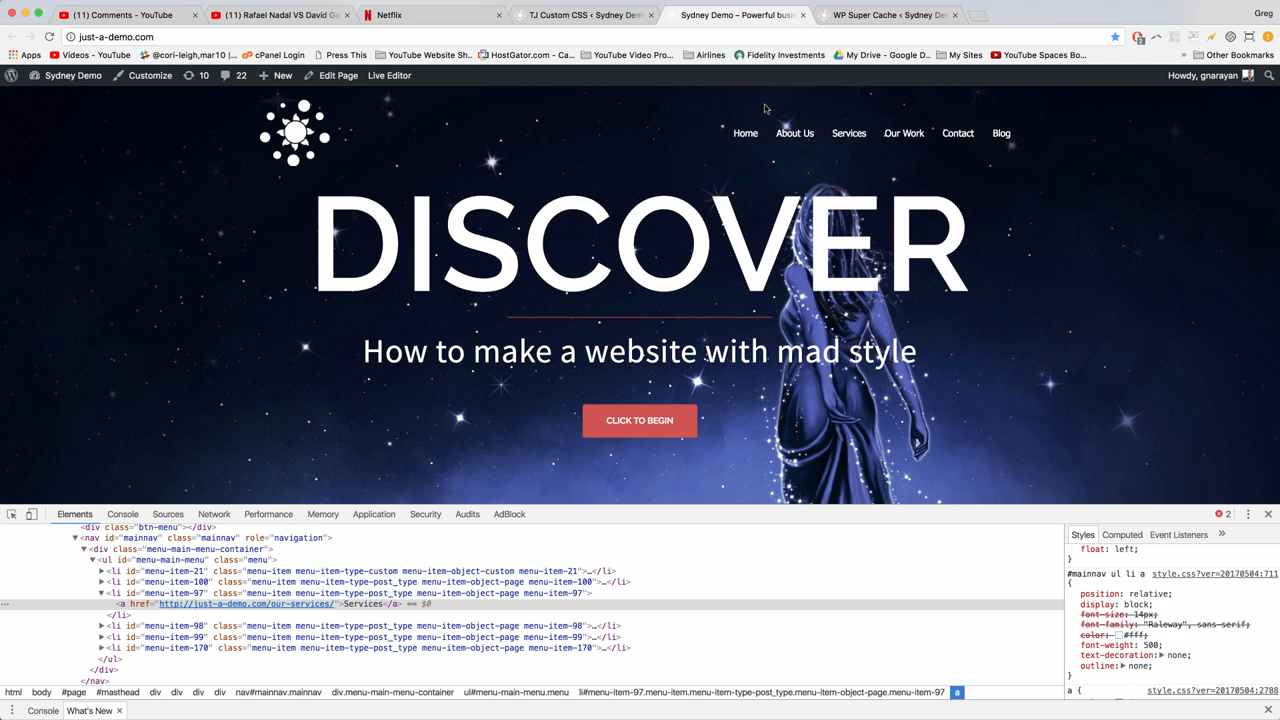 (11) Comments - YouTube
(11) Rafael Nadal VS David Go
Netflix
TJ Custom CSS ‹ Sydney Dem
Sydney Demo – Powerful busi
WP Super Cache ‹ Sydney De
Greg
just-a-demo.com
Apps
Videos - YouTube
@cori-leigh,mar10 |
cPanel Login
Press This
YouTube Website Sh..
HostGator.com - Ca...
YouTube Video Pro...
Airlines
Fidelity Investments
My Drive - Google D...
My Sites
YouTube Spaces Bo...
»
Other Bookmarks
Sydney Demo
Customize
10
22
New
Edit Page
Live Editor
Howdy, gnarayan
Home
About Us
Services
Our Work
Contact
Blog
DISCOVER
How to make a website with mad style
CLICK TO BEGIN
Elements
Console
Sources
Network
Performance
Memory
Application
Security
Audits
AdBlock
2
<div class="btn-menu"></div>
▼<nav id="mainnav" class="mainnav" role="navigation">
▼<div class="menu-main-menu-container">
▼<ul id="menu-main-menu" class="menu">
▶<li id="menu-item-21" class="menu-item menu-item-type-custom menu-item-object-custom menu-item-21">…</li>
▶<li id="menu-item-100" class="menu-item menu-item-type-post_type menu-item-object-page menu-item-100">…</li>
▼<li id="menu-item-97" class="menu-item menu-item-type-post_type menu-item-object-page menu-item-97">
<a href="http://just-a-demo.com/our-services/">Services</a> == $0
</li>
▶<li id="menu-item-98" class="menu-item menu-item-type-post_type menu-item-object-page menu-item-98">…</li>
▶<li id="menu-item-99" class="menu-item menu-item-type-post_type menu-item-object-page menu-item-99">…</li>
▶<li id="menu-item-170" class="menu-item menu-item-type-post_type menu-item-object-page menu-item-170">…</li>
</ul>
</div>
</nav>
html body #page #masthead div div div nav#mainnav.mainnav div.menu-main-menu-container ul#menu-main-menu.menu li#menu-item-97.menu-item.menu-item-type-post_type.menu-item-object-page.menu-item-97 a
Styles
Computed
Event Listeners
»
float: left;
}
#mainnav ul li a style.css?ver=20170504:711
{
position: relative;
display: block;
font-size: 14px;
font-family: "Raleway", sans-serif;
color: #fff;
font-weight: 500;
text-decoration:▶none;
outline:▶none;
}
a { style.css?ver=20170504:2788
Console
What's New